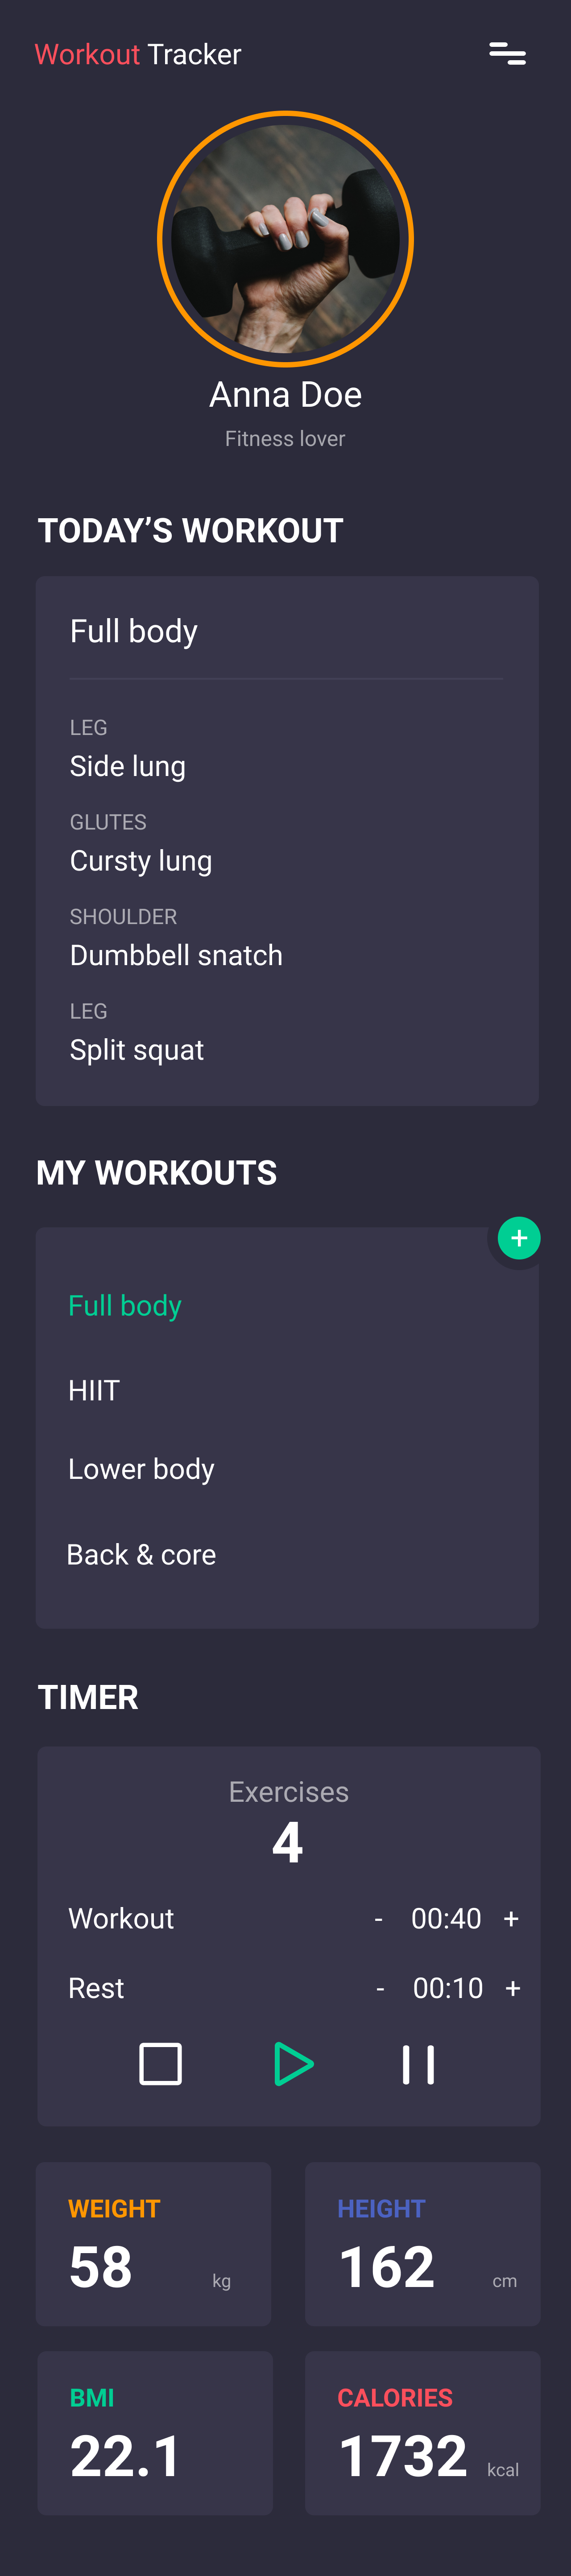 Workout Tracker
Anna Doe
Fitness lover
TODAY’S WORKOUT
Full body
LEG
Side lung
GLUTES
Cursty lung
SHOULDER
Dumbbell snatch
LEG
Split squat
MY WORKOUTS
+
Full body
HIIT
Lower body
Back & core
TIMER
Exercises
4
Workout - 00:40 +
Rest - 00:10 +
WEIGHT
58 kg
HEIGHT
162 cm
BMI
22.1
CALORIES
1732 kcal